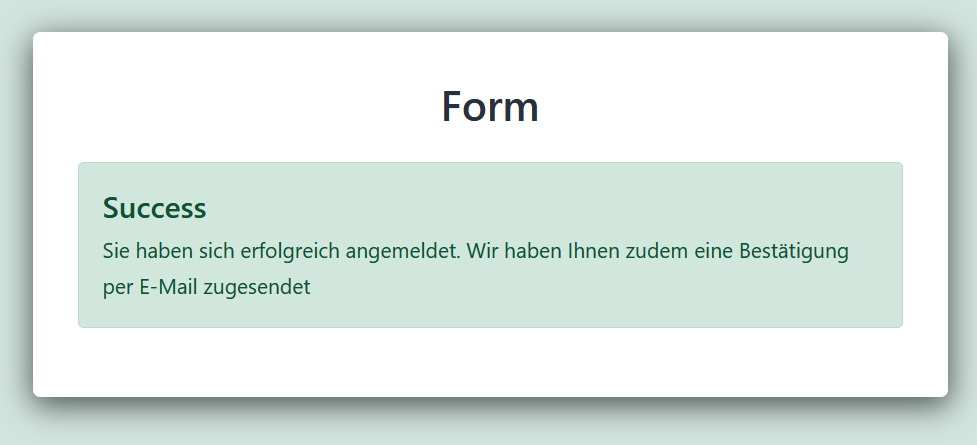 Form
Success
Sie haben sich erfolgreich angemeldet. Wir haben Ihnen zudem eine Bestätigung
per E-Mail zugesendet